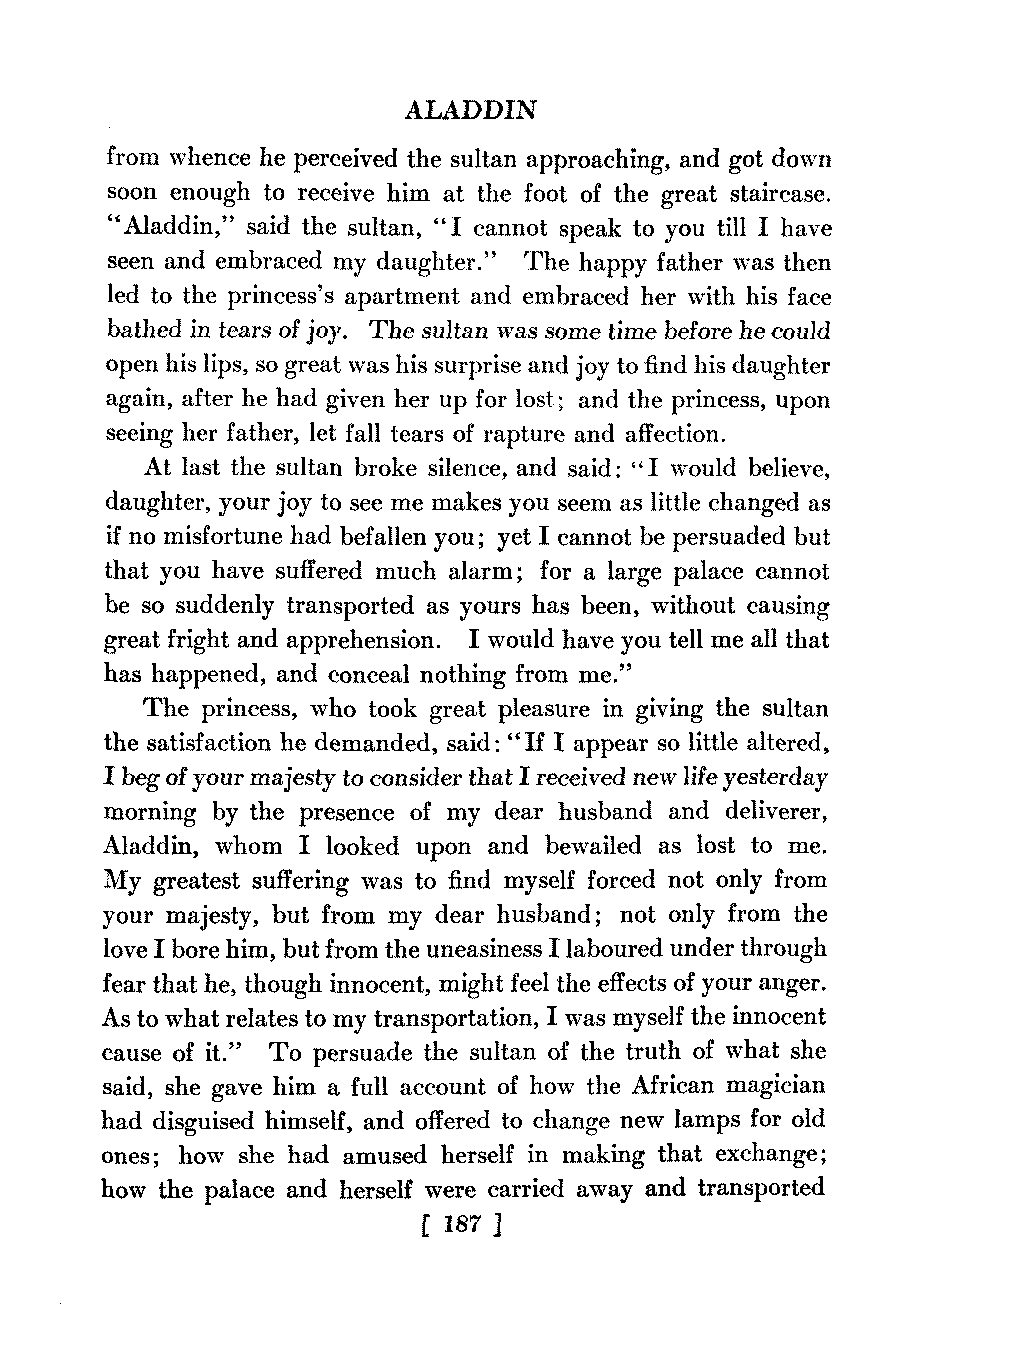 ALADDIN
from whence he perceived the sultan approaching, and got down
soon enough to receive him at the foot of the great staircase.
“Aladdin,” said the sultan, “I cannot speak to you till I have
seen and embraced my daughter.” The happy father was then
led to the princess’s apartment and embraced her with his face
bathed in tears of joy. The sultan was some time before he could
open his lips, so great was his surprise and joy to find his daughter
again, after he had given her up for lost; and the princess, upon
seeing her father, let fall tears of rapture and affection.
At last the sultan broke silence, and said: “I would believe,
daughter, your joy to see me makes you seem as little changed as
if no misfortune had befallen you; yet I cannot be persuaded but
that you have suffered much alarm; for a large palace cannot
be so suddenly transported as yours has been, without causing
great fright and apprehension. I would have you tell me all that
has happened, and conceal nothing from me.”
The princess, who took great pleasure in giving the sultan
the satisfaction he demanded, said: “If I appear so little altered,
I beg of your majesty to consider that I received new life yesterday
morning by the presence of my dear husband and deliverer,
Aladdin, whom I looked upon and bewailed as lost to me.
My greatest suffering was to find myself forced not only from
your majesty, but from my dear husband; not only from the
love I bore him, but from the uneasiness I laboured under through
fear that he, though innocent, might feel the effects of your anger.
As to what relates to my transportation, I was myself the innocent
cause of it.” To persuade the sultan of the truth of what she
said, she gave him a full account of how the African magician
had disguised himself, and offered to change new lamps for old
ones; how she had amused herself in making that exchange;
how the palace and herself were carried away and transported
[ 187 ]